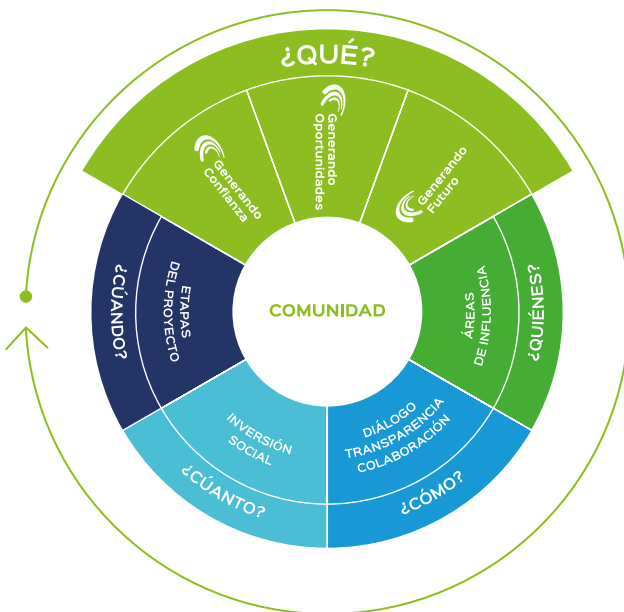 ¿QUÉ?
Generando
Confianza
Generando
Oportunidades
Generando
Futuro
¿QUIÉNES?
ÁREAS
DE INFLUENCIA
¿CÓMO?
DIÁLOGO
TRANSPARENCIA
COLABORACIÓN
¿CÚANTO?
INVERSIÓN
SOCIAL
¿CÚANDO?
ETAPAS
DEL PROYECTO
COMUNIDAD